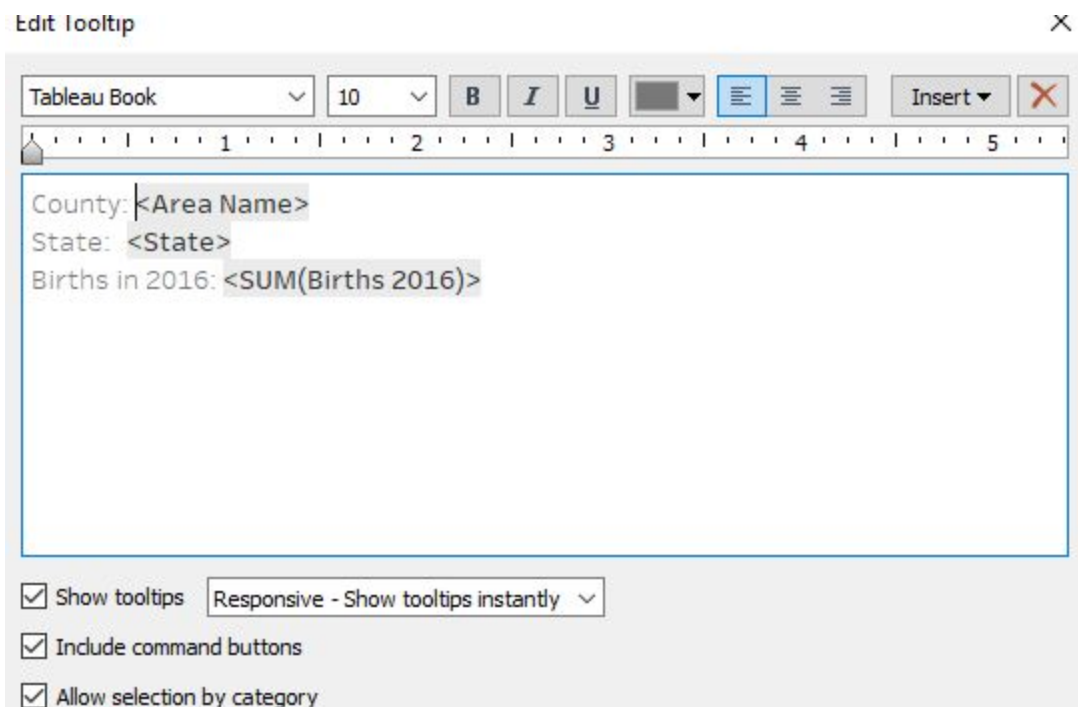 Edit Tooltip
Tableau Book 10 B I U Insert
1 2 3 4 5
County: <Area Name>
State: <State>
Births in 2016: <SUM(Births 2016)>
Show tooltips Responsive - Show tooltips instantly
Include command buttons
Allow selection by category